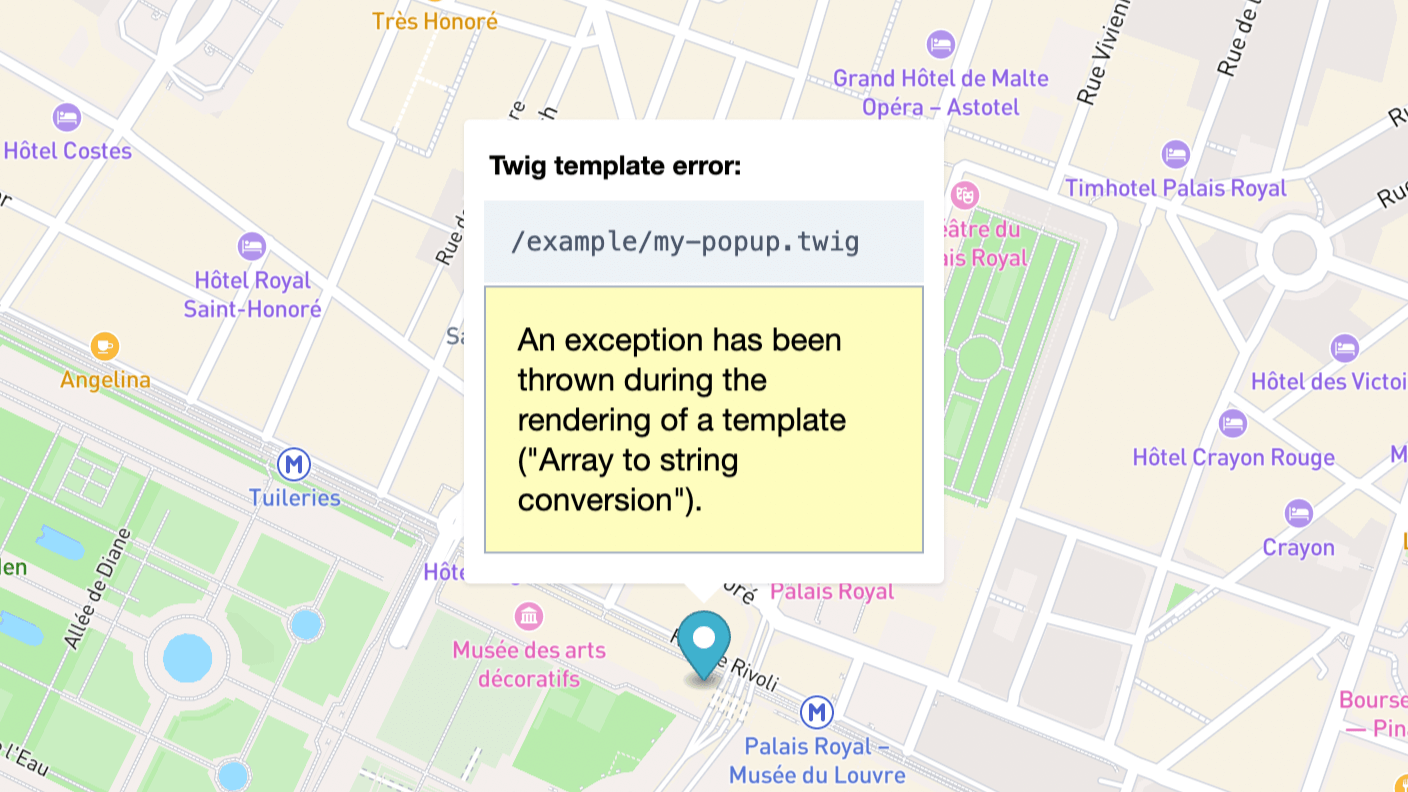 Très Honoré
Grand Hôtel de Malte
Opéra – Astotel
Rue Vivien
Rue de l
Hôtel Costes
Timhotel Palais Royal
Twig template error:
/example/my-popup.twig
An exception has been
thrown during the
rendering of a template
("Array to string
conversion").
éâtre du
ais Royal
Hôtel Royal
Saint-Honoré
Angelina
Hôtel des Victoi
Hôtel Crayon Rouge
Crayon
Tuileries
Allée de Diane
Palais Royal
Musée des arts
décoratifs
Rivoli
Palais Royal –
Musée du Louvre
Bourse
— Pin
l'Eau